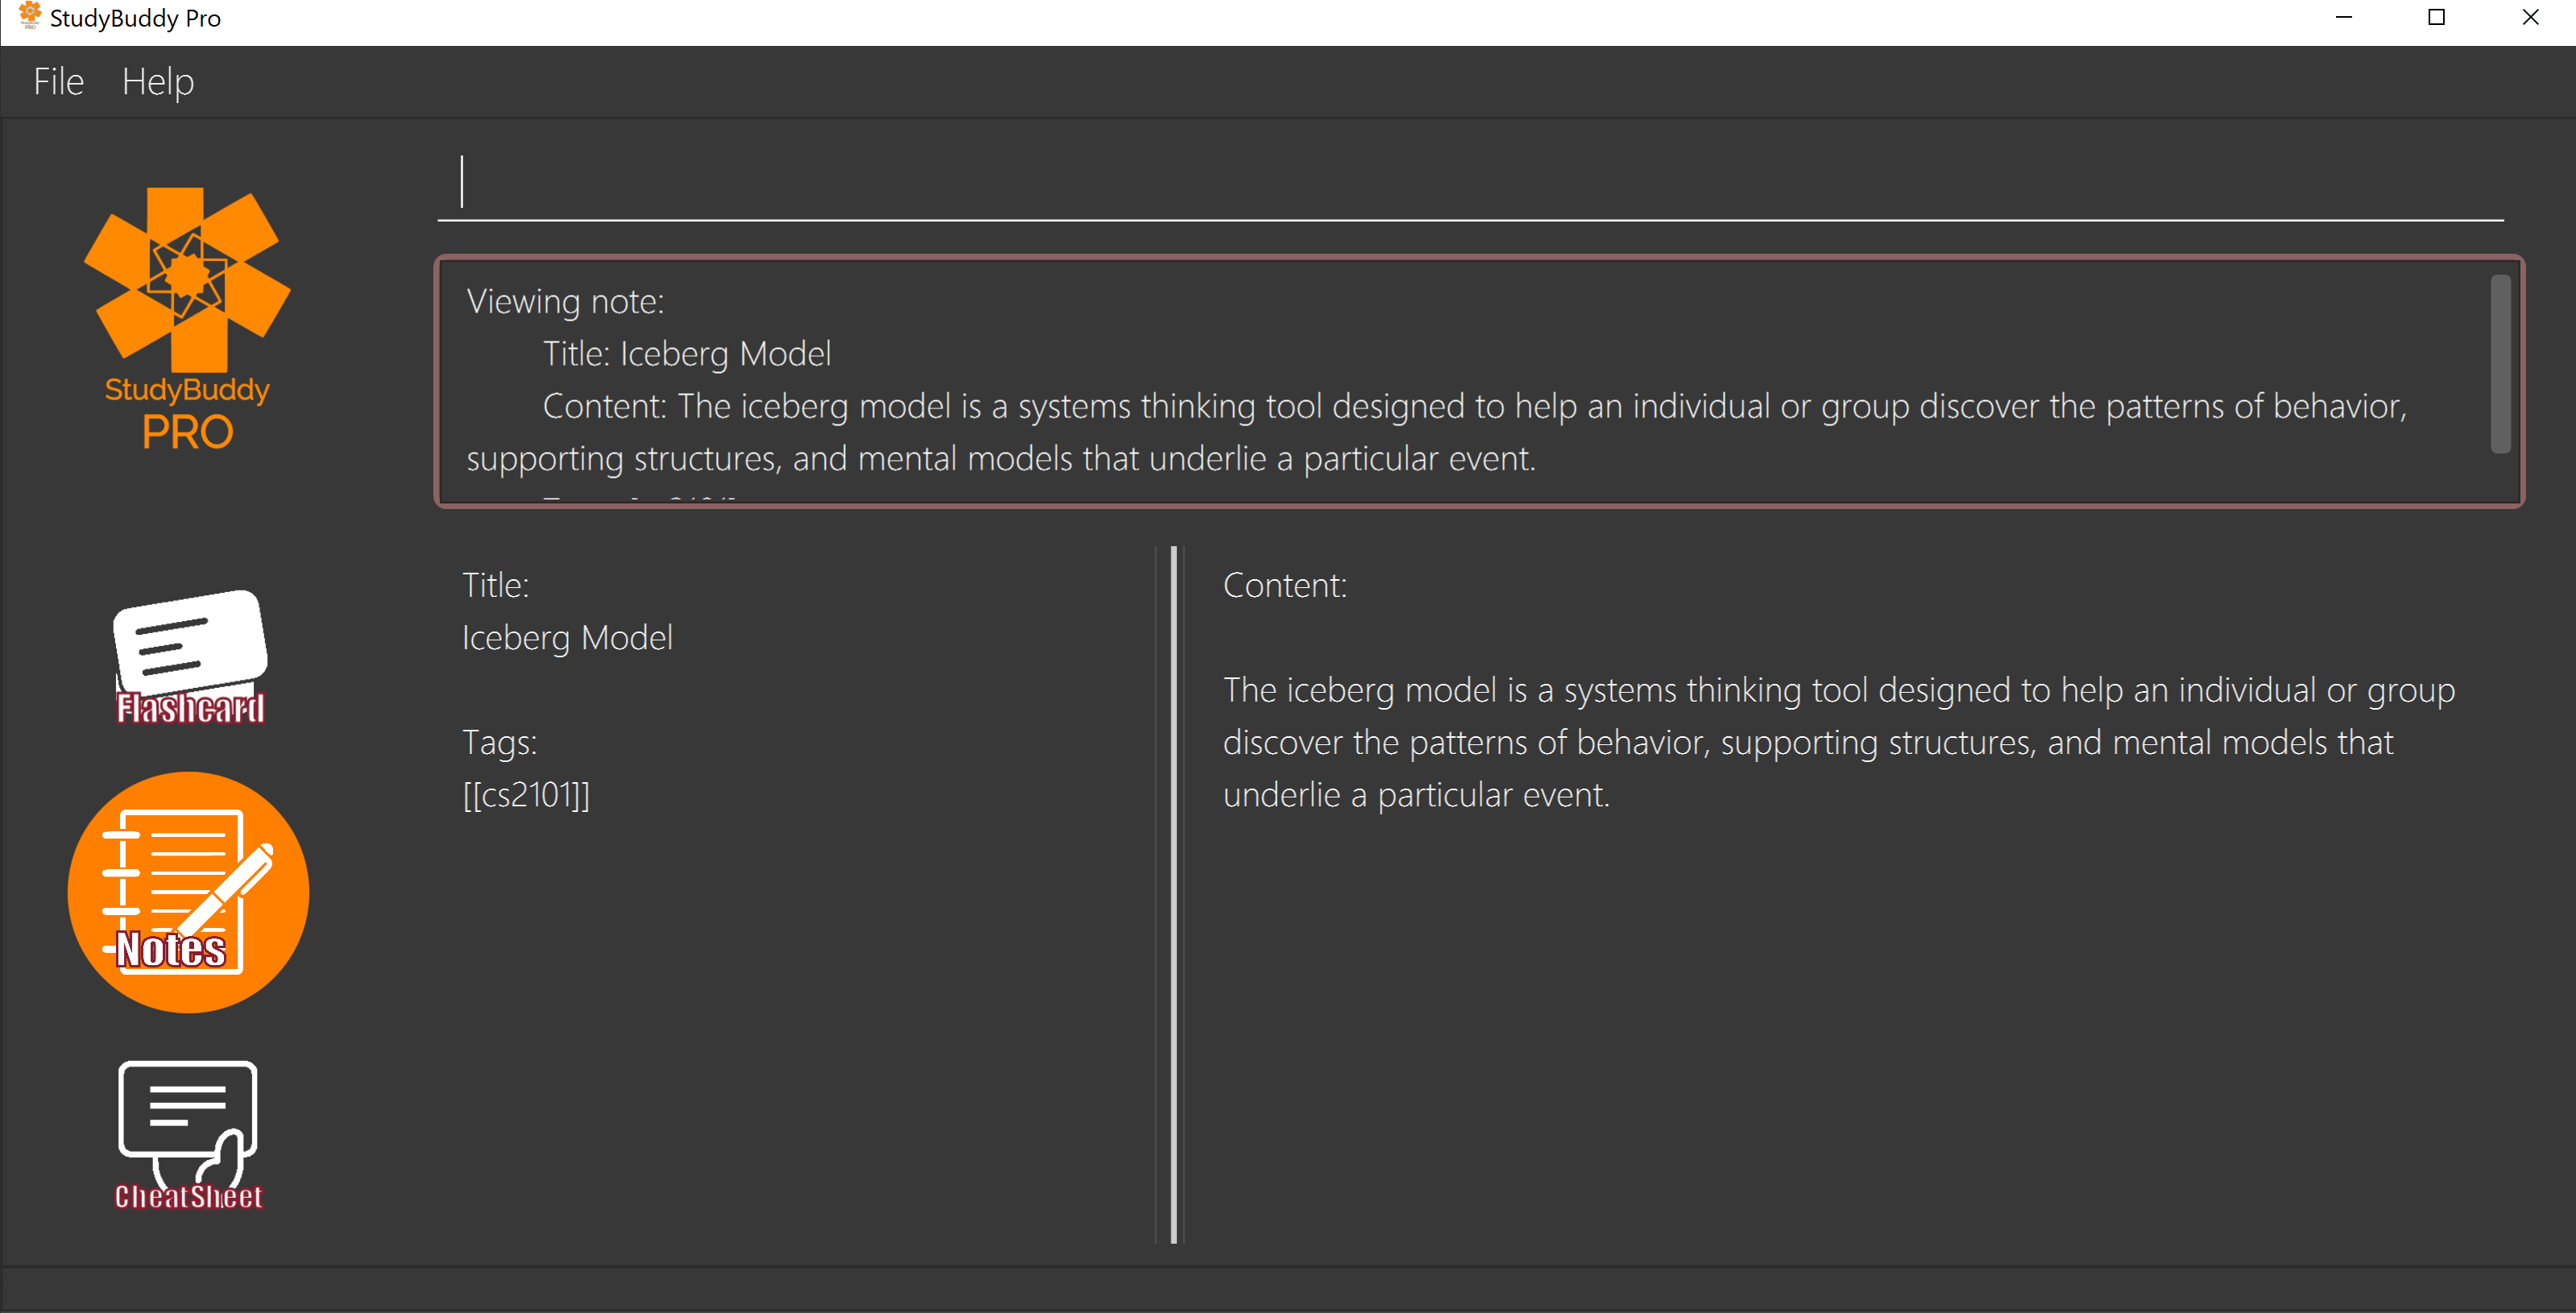 StudyBuddy Pro
File Help
StudyBuddy
PRO
Viewing note:
Title: Iceberg Model
Content: The iceberg model is a systems thinking tool designed to help an individual or group discover the patterns of behavior,
supporting structures, and mental models that underlie a particular event.
Flashcard
Notes
CheatSheet
Title:
Iceberg Model
Tags:
[[cs2101]]
Content:
The iceberg model is a systems thinking tool designed to help an individual or group
discover the patterns of behavior, supporting structures, and mental models that
underlie a particular event.